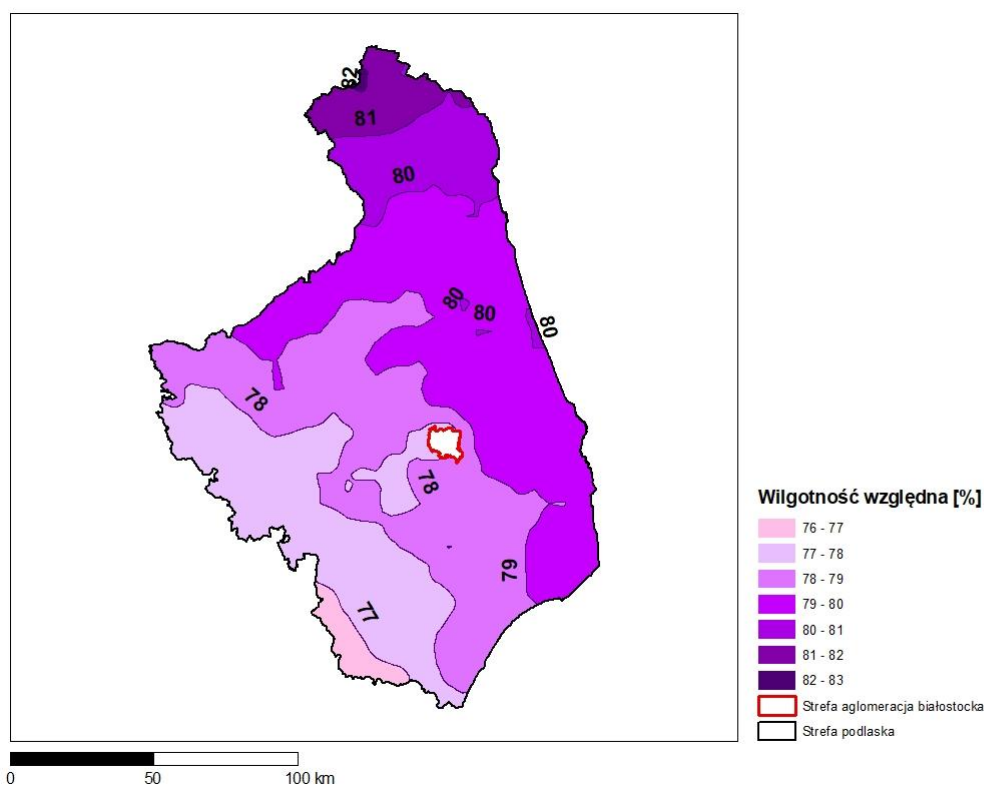 82
81
80
80
80
80
78
78
79
77
Wilgotność względna [%]
76 - 77
77 - 78
78 - 79
79 - 80
80 - 81
81 - 82
82 - 83
Strefa aglomeracja białostocka
Strefa podlaska
0 50 100 km